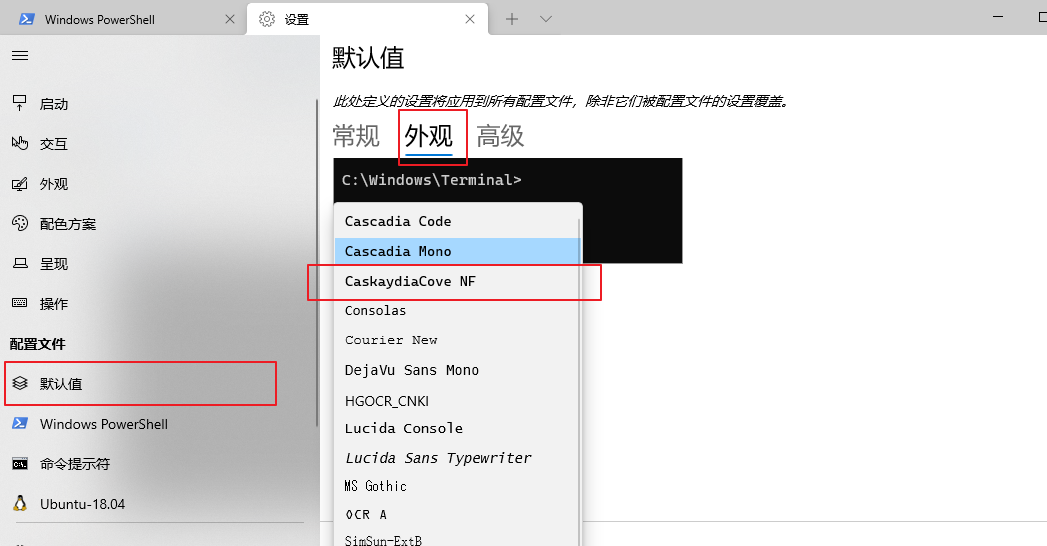 Windows PowerShell
设置
启动
交互
外观
配色方案
呈现
操作
配置文件
默认值
Windows PowerShell
命令提示符
Ubuntu-18.04
默认值
此处定义的设置将应用到所有配置文件，除非它们被配置文件的设置覆盖。
常规 外观 高级
C:\Windows\Terminal>
Cascadia Code
Cascadia Mono
CaskaydiaCove NF
Consolas
Courier New
DejaVu Sans Mono
HGOCR_CNKI
Lucida Console
Lucida Sans Typewriter
MS Gothic
OCR A
SimSun-ExtB